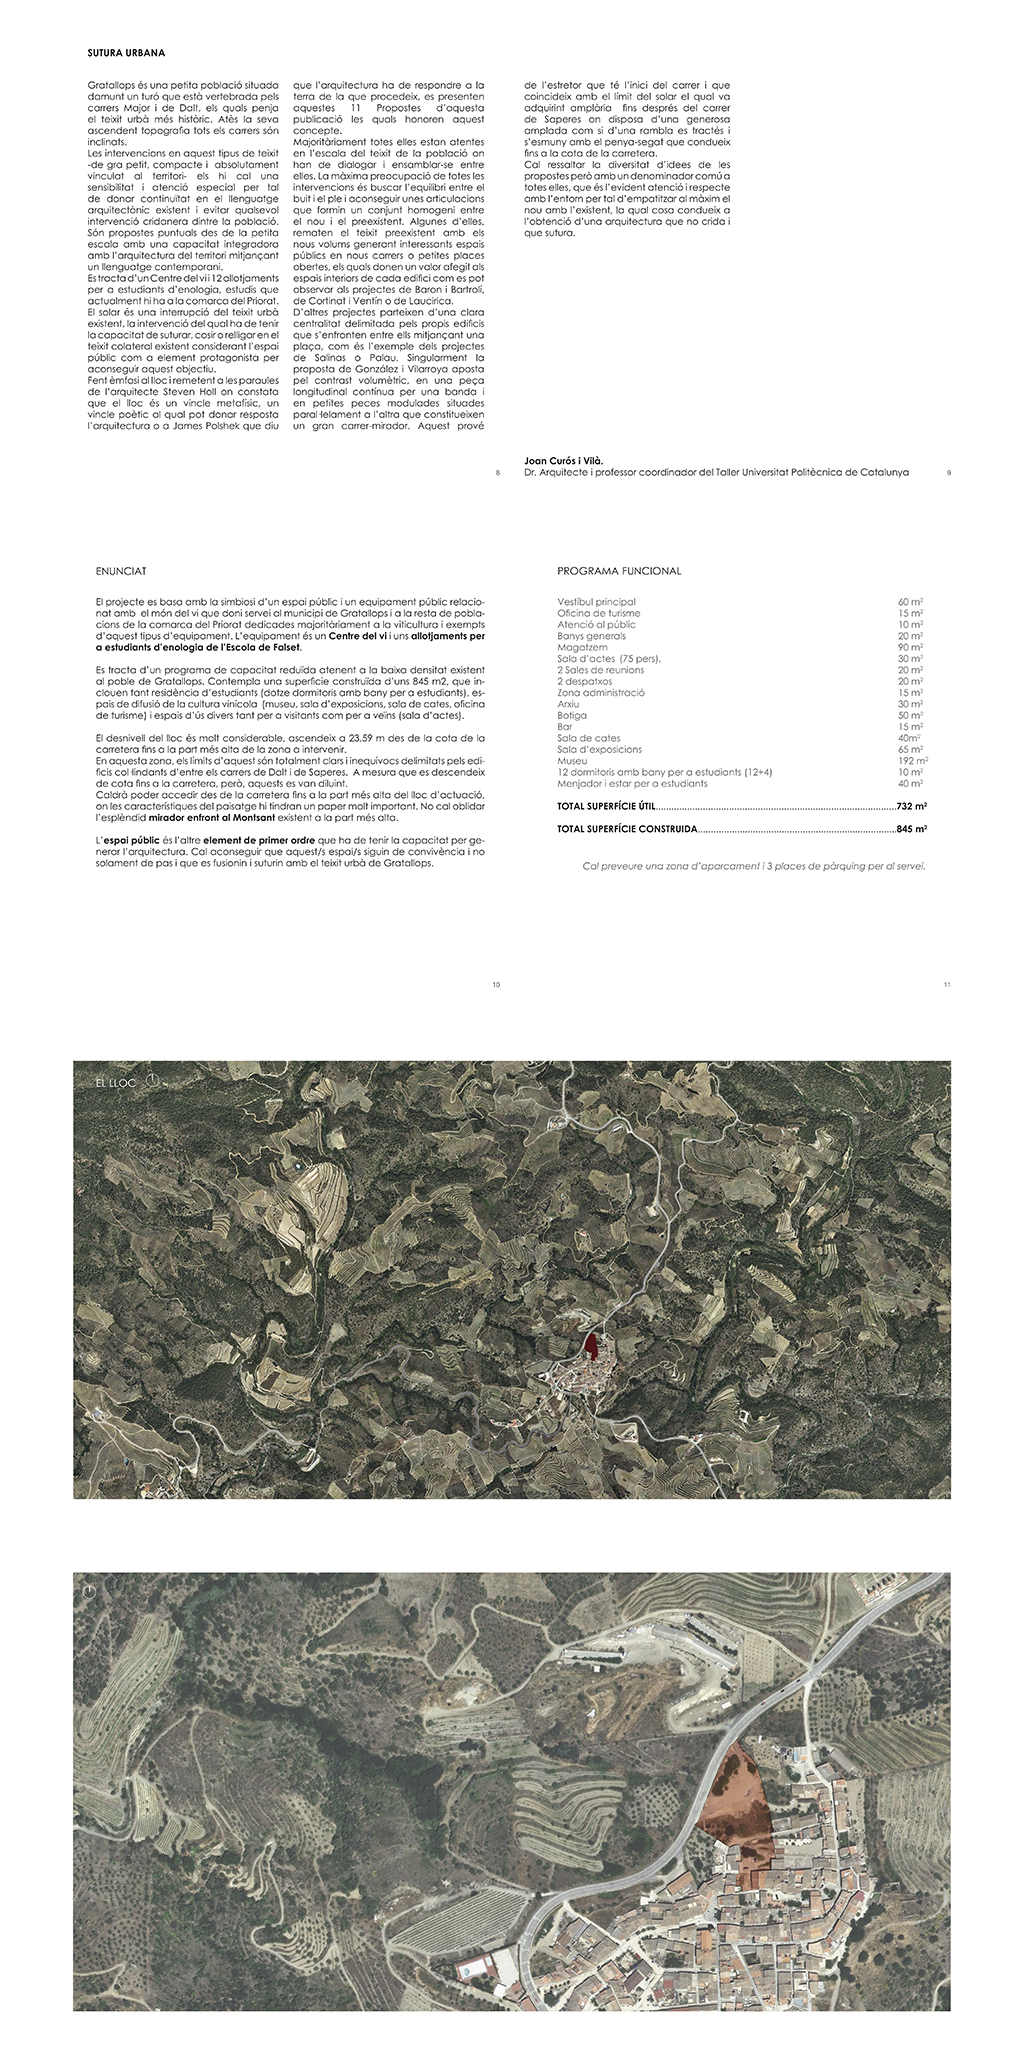 SUTURA URBANA
Gratallops és una petita població situada
damunt un turó que està vertebrada pels
carrers Major i de Dalt, els quals penja
el teixit urbà més històric. Atès la seva
ascendent topografia tots els carrers són
inclinats.
Les intervencions en aquest tipus de teixit
-de gra petit, compacte i absolutament
vinculat al territori- els hi cal una
sensibilitat i atenció especial per tal
de donar continuïtat en el llenguatge
arquitectònic existent i evitar qualsevol
intervenció cridanera dintre la població.
Són propostes puntuals des de la petita
escala amb una capacitat integradora
amb l'arquitectura del territori mitjançant
un llenguatge contemporani.
Es tracta d'un Centre del vi i 12 allotjaments
per a estudiants d'enologia, estudis que
actualment hi ha a la comarca del Priorat.
El solar és una interrupció del teixit urbà
existent, la intervenció del qual ha de tenir
la capacitat de suturar, cosir o relligar en el
teixit colateral existent considerant l'espai
públic com a element protagonista per
aconseguir aquest objectiu.
Fent èmfasi al lloc i remetent a les paraules
de l'arquitecte Steven Holl on constata
que el lloc és un vincle metafísic, un
vincle poètic al qual pot donar resposta
l'arquitectura o a James Polshek que diu
que l'arquitectura ha de respondre a la
terra de la que procedeix, es presenten
aquestes 11 Propostes d'aquesta
publicació les quals honoren aquest
concepte.
Majoritàriament totes elles estan atentes
en l'escala del teixit de la població on
han de dialogar i ensamblar-se entre
elles. La màxima preocupació de totes les
intervencions és buscar l'equilibri entre el
buit i el ple i aconseguir unes articulacions
que formin un conjunt homogeni entre
el nou i el preexistent. Algunes d'elles,
rematen el teixit preexistent amb els
nous volums generant interessants espais
públics en nous carrers o petites places
obertes, els quals donen un valor afegit als
espais interiors de cada edifici com es pot
observar als projectes de Baron i Bartrolí,
de Cortinat i Ventín o de Laucirica.
D'altres projectes parteixen d'una clara
centralitat delimitada pels propis edificis
que s'enfronten entre ells mitjançant una
plaça, com és l'exemple dels projectes
de Salinas o Palau. Singularment la
proposta de González i Vilarroya aposta
pel contrast volumètric, en una peça
longitudinal contínua per una banda i
en petites peces modulades situades
paral·lelament a l'altra que constitueixen
un gran carrer-mirador. Aquest prové
de l'estretor que té l'inici del carrer i que
coincideix amb el límit del solar el qual va
adquirint amplària fins després del carrer
de Saperes on disposa d'una generosa
amplada com si d'una rambla es tractés i
s'esmuny amb el penya-segat que condueix
fins a la cota de la carretera.
Cal ressaltar la diversitat d'idees de les
propostes però amb un denominador comú a
totes elles, que és l'evident atenció i respecte
amb l'entorn per tal d'empatitzar al màxim el
nou amb l'existent, la qual cosa condueix a
l'obtenció d'una arquitectura que no crida i
que sutura.
Joan Curós i Vilà.
Dr. Arquitecte i professor coordinador del Taller Universitat Politècnica de Catalunya
8
9
ENUNCIAT
El projecte es basa amb la simbiosi d'un espai públic i un equipament públic relacio-
nat amb el món del vi que doni servei al municipi de Gratallops i a la resta de pobla-
cions de la comarca del Priorat dedicades majoritàriament a la viticultura i exempts
d'aquest tipus d'equipament. L'equipament és un Centre del vi i uns allotjaments per
a estudiants d'enologia de l'Escola de Falset.
Es tracta d'un programa de capacitat reduïda atenent a la baixa densitat existent
al poble de Gratallops. Contempla una superfície construïda d'uns 845 m2, que in-
clouen tant residència d'estudiants (dotze dormitoris amb bany per a estudiants), es-
pais de difusió de la cultura vinícola (museu, sala d'exposicions, sala de cates, oficina
de turisme) i espais d'ús divers tant per a visitants com per a veïns (sala d'actes).
El desnivell del lloc és molt considerable, ascendeix a 23,59 m des de la cota de la
carretera fins a la part més alta de la zona a intervenir.
En aquesta zona, els límits d'aquest són totalment clars i inequívocs delimitats pels edi-
ficis col·lindants d'entre els carrers de Dalt i de Saperes. A mesura que es descendeix
de cota fins a la carretera, però, aquests es van diluint.
Caldrà poder accedir des de la carretera fins a la part més alta del lloc d'actuació,
on les característiques del paisatge hi tindran un paper molt important. No cal oblidar
l'esplèndid mirador enfront al Montsant existent a la part més alta.
L'espai públic és l'altre element de primer ordre que ha de tenir la capacitat per ge-
nerar l'arquitectura. Cal aconseguir que aquest/s espai/s siguin de convivència i no
solament de pas i que es fusionin i suturin amb el teixit urbà de Gratallops.
10
PROGRAMA FUNCIONAL
Vestíbul principal 60 m²
Oficina de turisme 15 m²
Atenció al públic 10 m²
Banys generals 20 m²
Magatzem 90 m²
Sala d'actes (75 pers). 30 m²
2 Sales de reunions 20 m²
2 despatxos 20 m²
Zona administració 15 m²
Arxiu 30 m²
Botiga 50 m²
Bar 15 m²
Sala de cates 40m²
Sala d'exposicions 65 m²
Museu 192 m²
12 dormitoris amb bany per a estudiants (12+4) 10 m²
Menjador i estar per a estudiants 40 m²
TOTAL SUPERFÍCIE ÚTIL...732 m²
TOTAL SUPERFÍCIE CONSTRUIDA...845 m²
Cal preveure una zona d'aparcament i 3 places de pàrquing per al servei.
11
EL LLOC